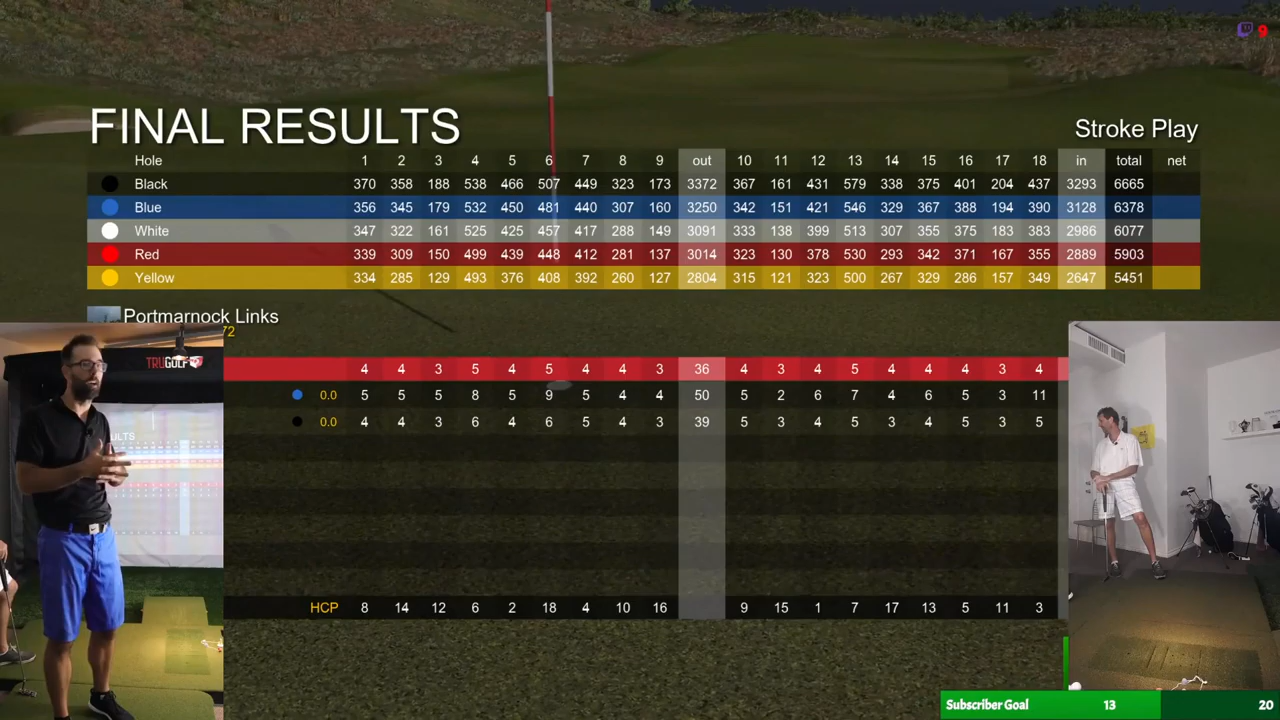 9
FINAL RESULTS
Stroke Play
Hole 1 2 3 4 5 6 7 8 9 out 10 11 12 13 14 15 16 17 18 in total net
Black 370 358 188 538 466 507 449 323 173 3372 367 161 431 579 338 375 401 204 437 3293 6665
Blue 356 345 179 532 450 481 440 307 160 3250 342 151 421 546 329 367 388 194 390 3128 6378
White 347 322 161 525 425 457 417 288 149 3091 333 138 399 513 307 355 375 183 383 2986 6077
Red 339 309 150 499 439 448 412 281 137 3014 323 130 378 530 293 342 371 167 355 2889 5903
Yellow 334 285 129 493 376 408 392 260 127 2804 315 121 323 500 267 329 286 157 349 2647 5451
Portmarnock Links
72
TRUGOLF
4 4 3 5 4 5 4 4 3 36 4 3 4 5 4 4 4 3 4
0.0 5 5 5 8 5 9 5 4 4 50 5 2 6 7 4 6 5 3 11
0.0 4 4 3 6 4 6 5 4 3 39 5 3 4 5 3 4 5 3 5
ULTS
HCP 8 14 12 6 2 18 4 10 16 9 15 1 7 17 13 5 11 3
Subscriber Goal 13 20